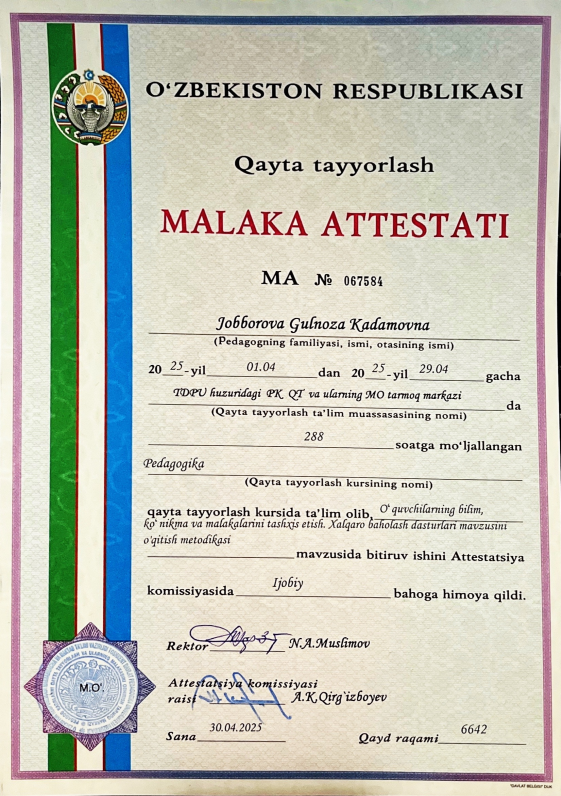 O‘ZBEKISTON RESPUBLIKASI
Qayta tayyorlash
MALAKA ATTESTATI
MA № 067584
Jobborova Gulnoza Kadamovna
(Pedagogning familiyasi, ismi, otasining ismi)
20 25 -yil 01.04 dan 20 25 -yil 29.04 gacha
TDPU huzuridagi PK, QT va ularning MO tarmoq markazi da
(Qayta tayyorlash ta’lim muassasasining nomi)
288 soatga mo‘ljallangan
Pedagogika
(Qayta tayyorlash kursining nomi)
qayta tayyorlash kursida ta’lim olib, O‘quvchilarning bilim,
ko‘nikma va malakalarini tashxis etish. Xalqaro baholash dasturlari mavzusini
o'qitish metodikasi
mavzusida bitiruv ishini Attestatsiya
komissiyasida Ijobiy bahoga himoya qildi.
Rektor N.A.Muslimov
Attestatsiya komissiyasi
raisi A.K.Qirg`izboyev
Sana 30.04.2025 Qayd raqami 6642
M.O‘.
"DAVLAT BELGISI" DUK